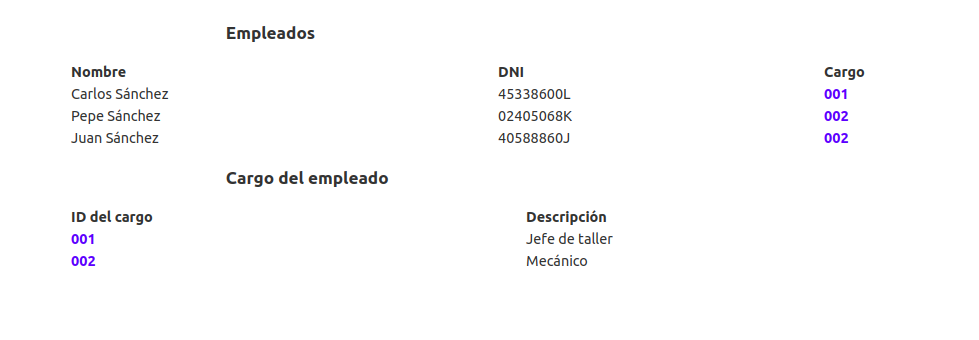 Empleados
Nombre DNI Cargo
Carlos Sánchez 45338600L 001
Pepe Sánchez 02405068K 002
Juan Sánchez 40588860J 002
Cargo del empleado
ID del cargo Descripción
001 Jefe de taller
002 Mecánico